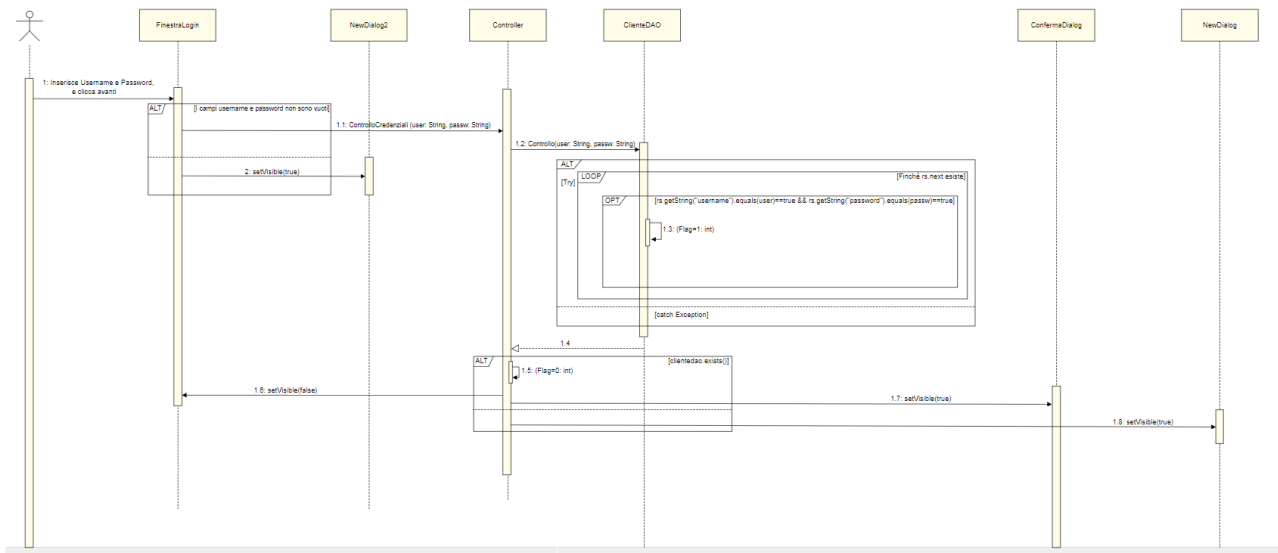 FinestraLogin
NewDialog2
Controller
ClienteDAO
ConfermaDialog
NewDialog
1: Inserisce Username e Password,
e clicca avanti
ALT
[I campi username e password non sono vuoti]
1.1: ControlloCredenziali (user: String, passw: String)
1.2: Controllo(user: String, passw: String)
2: setVisible(true)
ALT
[Try]
LOOP
[Finchè rs.next esiste]
OPT
[rs.getString("username").equals(user)==true && rs.getString("password").equals(passw)==true]
1.3: (Flag=1: int)
[catch Exception]
1.4
ALT
[clientedao.exists()]
1.5: (Flag=0: int)
1.6: setVisible(false)
1.7: setVisible(true)
1.8: setVisible(true)